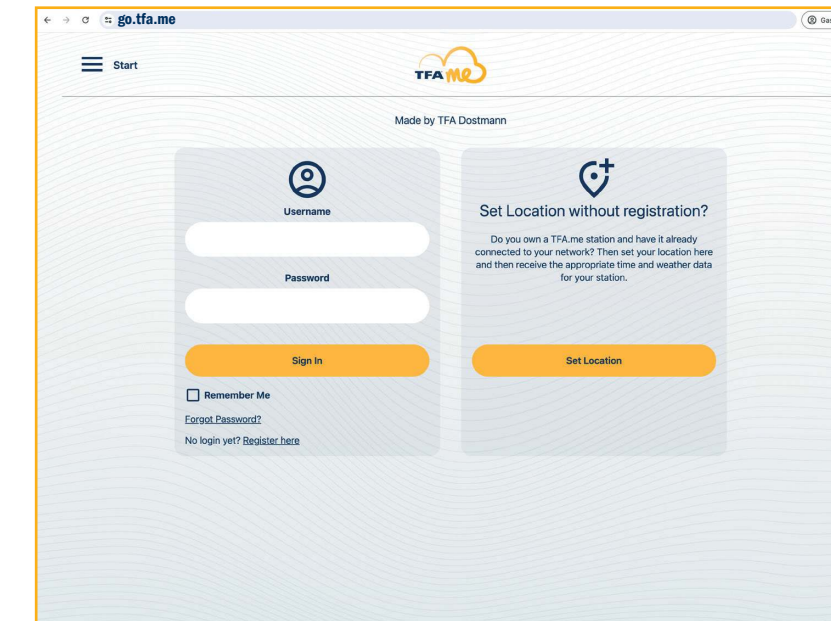 go.tfa.me
Start
TFA me
Made by TFA Dostmann
Username
Password
Sign In
Remember Me
Forgot Password?
No login yet? Register here
Set Location without registration?
Do you own a TFA.me station and have it already
connected to your network? Then set your location here
and then receive the appropriate time and weather data
for your station.
Set Location